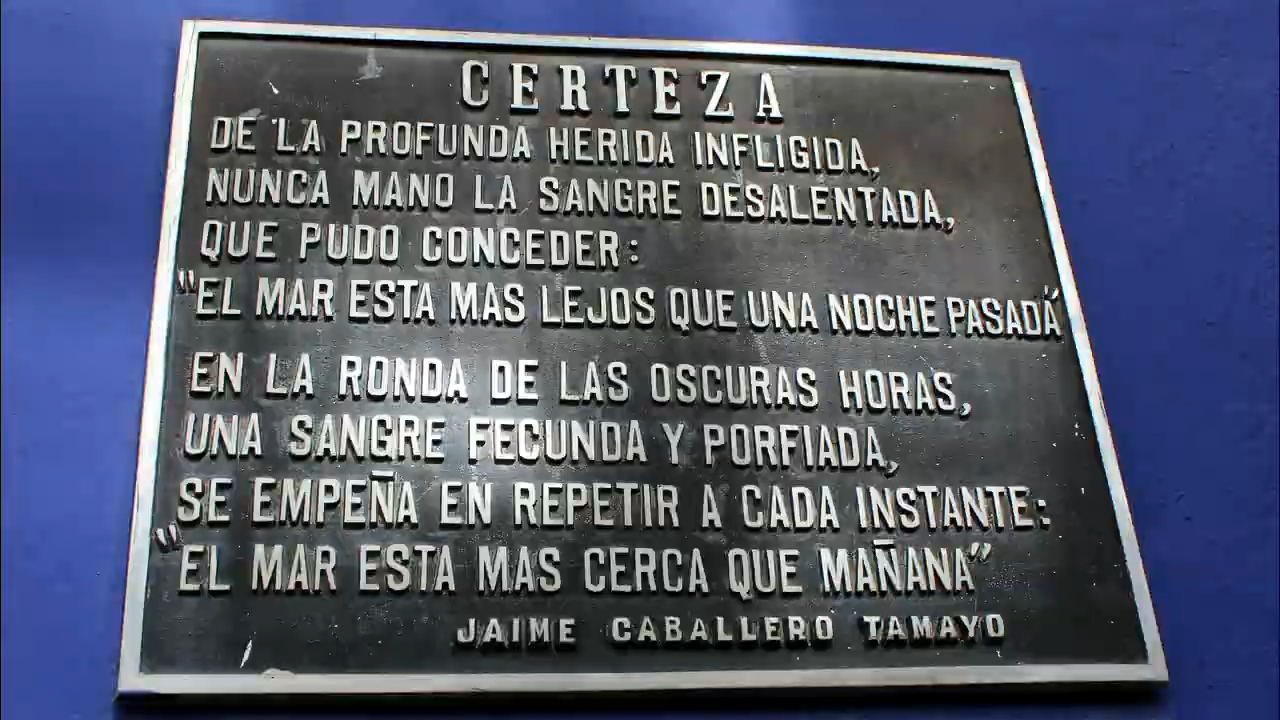 CERTEZA
DE LA PROFUNDA HERIDA INFLIGIDA,
NUNCA MANO LA SANGRE DESALENTADA,
QUE PUDO CONCEDER:
"EL MAR ESTA MAS LEJOS QUE UNA NOCHE PASADA"
EN LA RONDA DE LAS OSCURAS HORAS,
UNA SANGRE FECUNDA Y PORFIADA,
SE EMPEÑA EN REPETIR A CADA INSTANTE:
"EL MAR ESTA MAS CERCA QUE MAÑANA"
JAIME CABALLERO TAMAYO